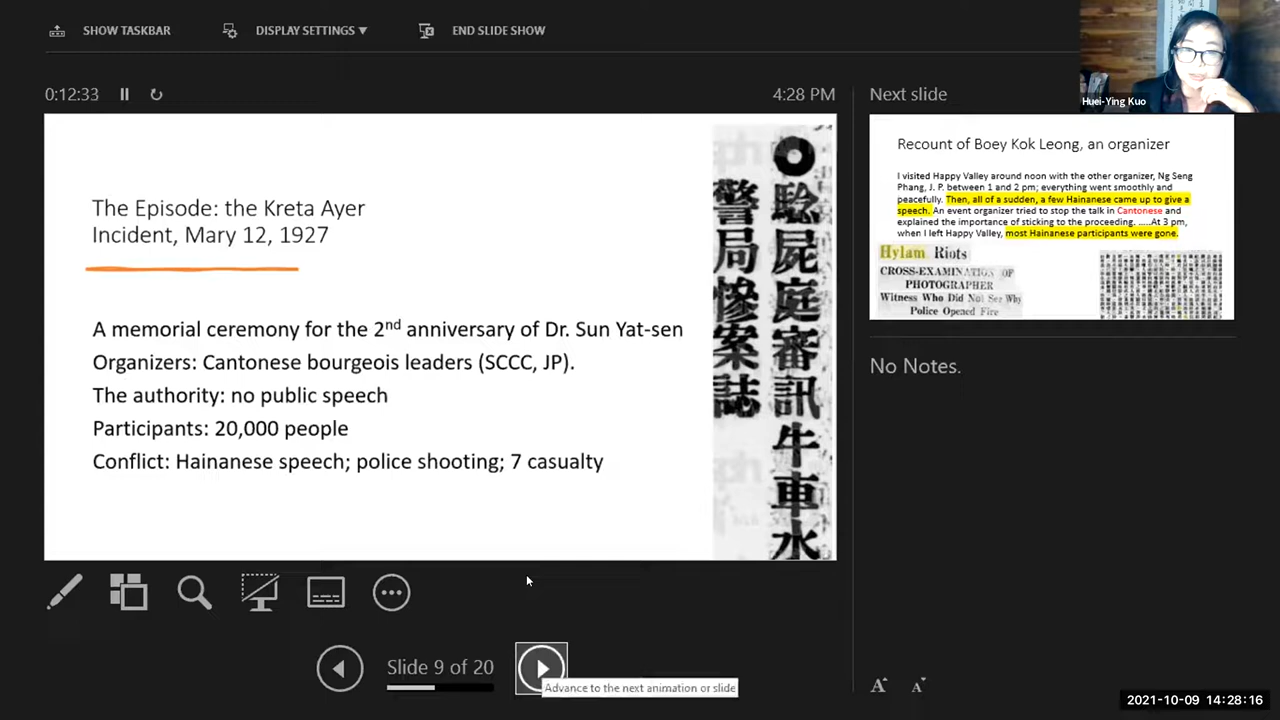 SHOW TASKBAR
DISPLAY SETTINGS ▼
END SLIDE SHOW
0:12:33
4:28 PM
Next slide
Huei-Ying Kuo
The Episode: the Kreta Ayer
Incident, Mary 12, 1927
A memorial ceremony for the 2nd anniversary of Dr. Sun Yat-sen
Organizers: Cantonese bourgeois leaders (SCCC, JP).
The authority: no public speech
Participants: 20,000 people
Conflict: Hainanese speech; police shooting; 7 casualty
驗屍庭審訊牛車水
警局慘案誌
Recount of Boey Kok Leong, an organizer
I visited Happy Valley around noon with the other organizer, Ng Seng
Phang, J. P. between 1 and 2 pm; everything went smoothly and
peacefully. Then, all of a sudden, a few Hainanese came up to give a
speech. An event organizer tried to stop the talk in Cantonese and
explained the importance of sticking to the proceeding. .....At 3 pm,
when I left Happy Valley, most Hainanese participants were gone.
Hylam Riots
CROSS-EXAMINATION OF
PHOTOGRAPHER
Witness Who Did Not See Why
Police Opened Fire
No Notes.
Slide 9 of 20
Advance to the next animation or slide
A A
2021-10-09 14:28:16